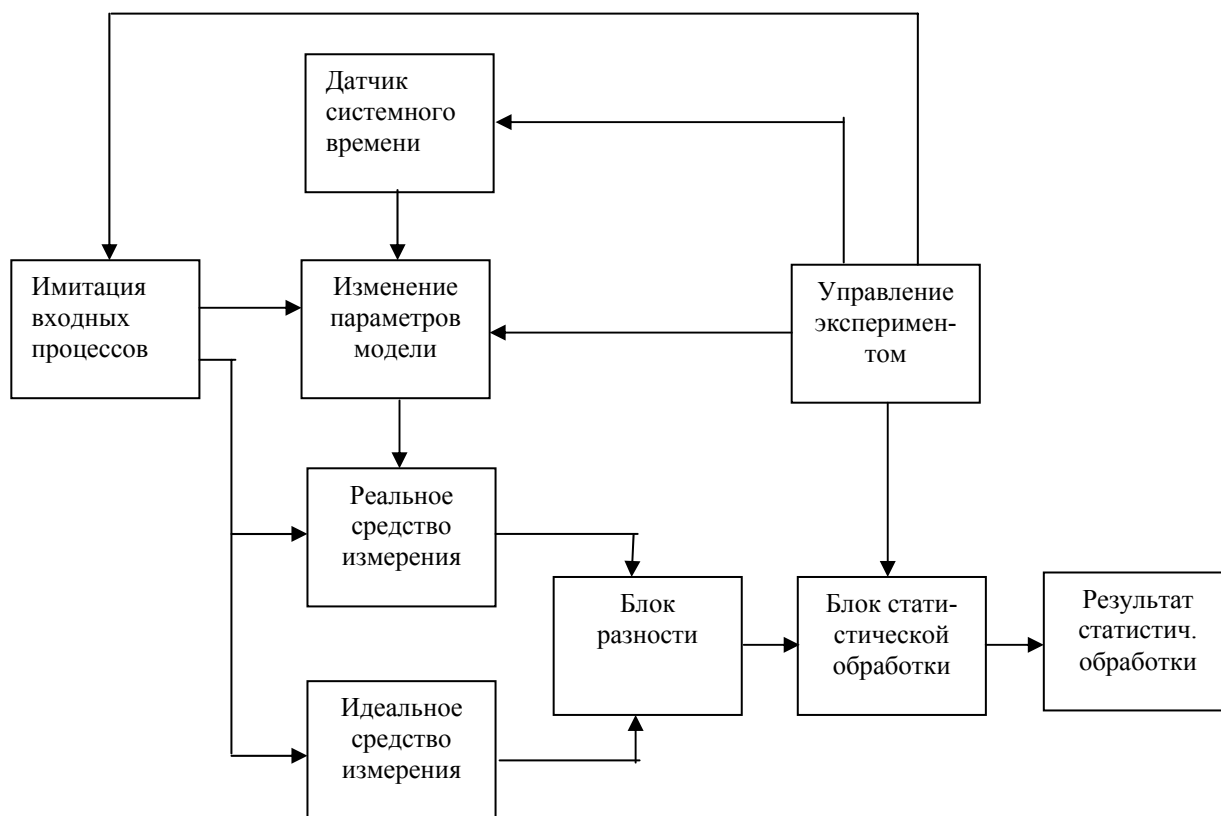 Датчик
системного
времени
Имитация
входных
процессов
Изменение
параметров
модели
Управление
эксперимен-
том
Реальное
средство
измерения
Блок
разности
Блок стати-
стической
обработки
Результат
статистич.
обработки
Идеальное
средство
измерения